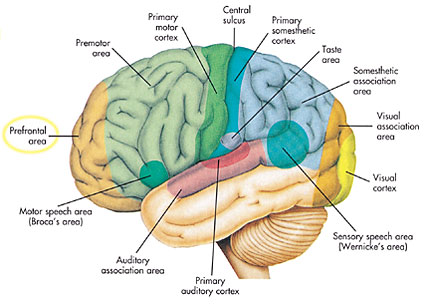 Central
sulcus
Primary
motor
cortex
Primary
somesthetic
cortex
Premotor
area
Taste
area
Somesthetic
association
area
Prefrontal
area
Visual
association
area
Visual
cortex
Motor speech area
(Broca's area)
Sensory speech area
(Wernicke's area)
Auditory
association area
Primary
auditory cortex